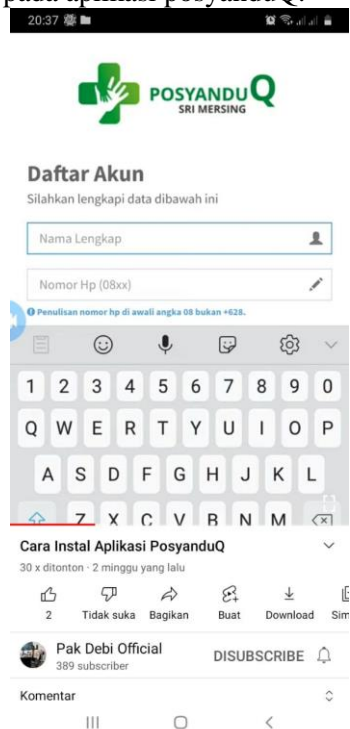 pada aplikasi posyanduQ.
20:37
POSYANDUQ
SRI MERSING
Daftar Akun
Silahkan lengkapi data dibawah ini
Nama Lengkap
Nomor Hp (08xx)
Penulisan nomor hp di awali angka 08 bukan +628.
1 2 3 4 5 6 7 8 9 0
Q W E R T Y U I O P
A S D F G H J K L
Z X C V B N M
Cara Instal Aplikasi PosyanduQ
30 x ditonton · 2 minggu yang lalu
2 Tidak suka Bagikan Buat Download Sim
Pak Debi Official
389 subscriber
DISUBSCRIBE
Komentar